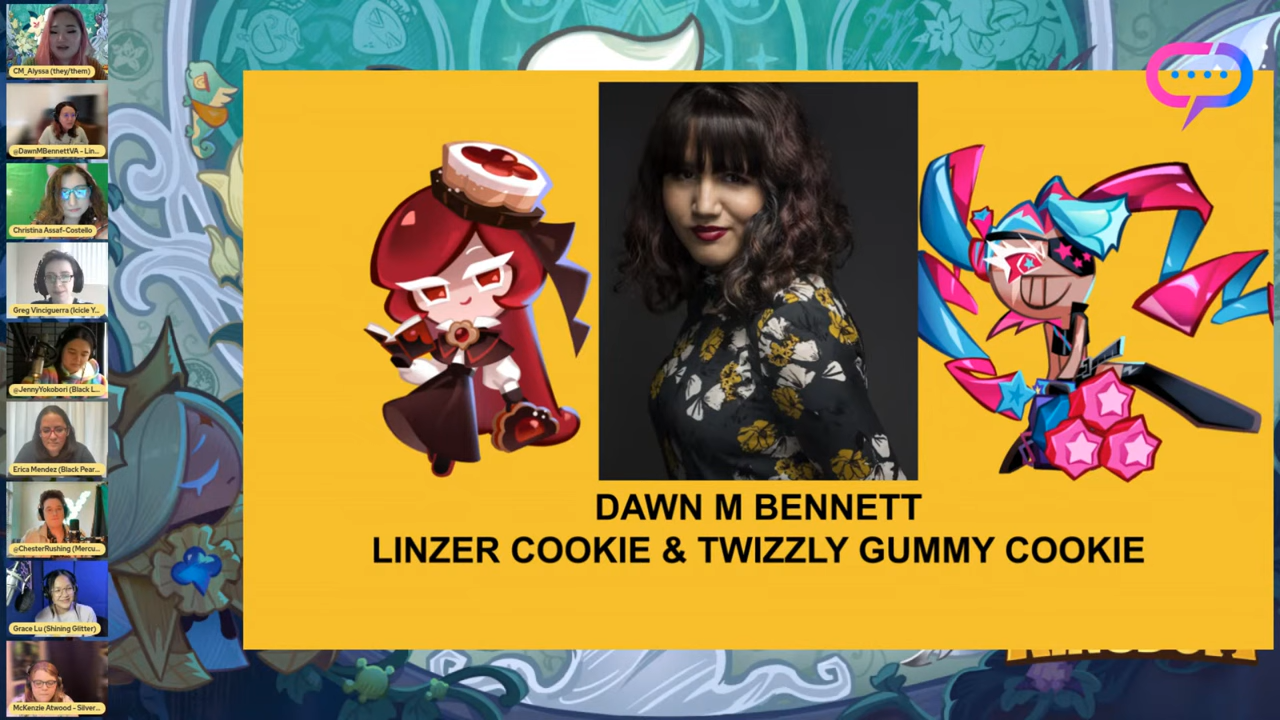 CM_Alyssa (they/them)
@DawnMBennettVA - Lin...
Christina Assaf-Costello
Greg Vinciguerra (Icicle Y...
@JennyYokobori (Black L...
Erica Mendez (Black Pear...
@ChesterRushing (Mercu...
Grace Lu (Shining Glitter)
McKenzie Atwood - Silver...
DAWN M BENNETT
LINZER COOKIE & TWIZZLY GUMMY COOKIE
KINGDOM